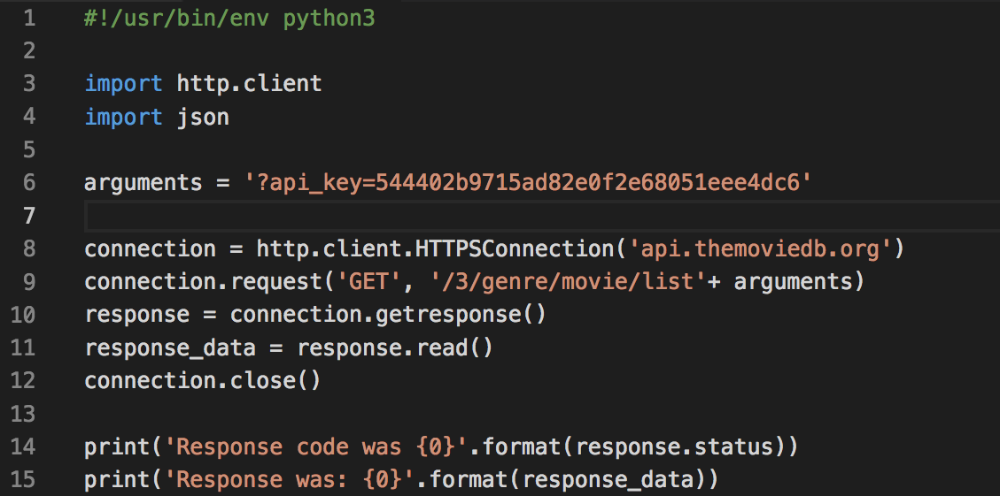 1 #!/usr/bin/env python3
2
3 import http.client
4 import json
5
6 arguments = '?api_key=544402b9715ad82e0f2e68051eee4dc6'
7
8 connection = http.client.HTTPSConnection('api.themoviedb.org')
9 connection.request('GET', '/3/genre/movie/list'+ arguments)
10 response = connection.getresponse()
11 response_data = response.read()
12 connection.close()
13
14 print('Response code was {0}'.format(response.status))
15 print('Response was: {0}'.format(response_data))